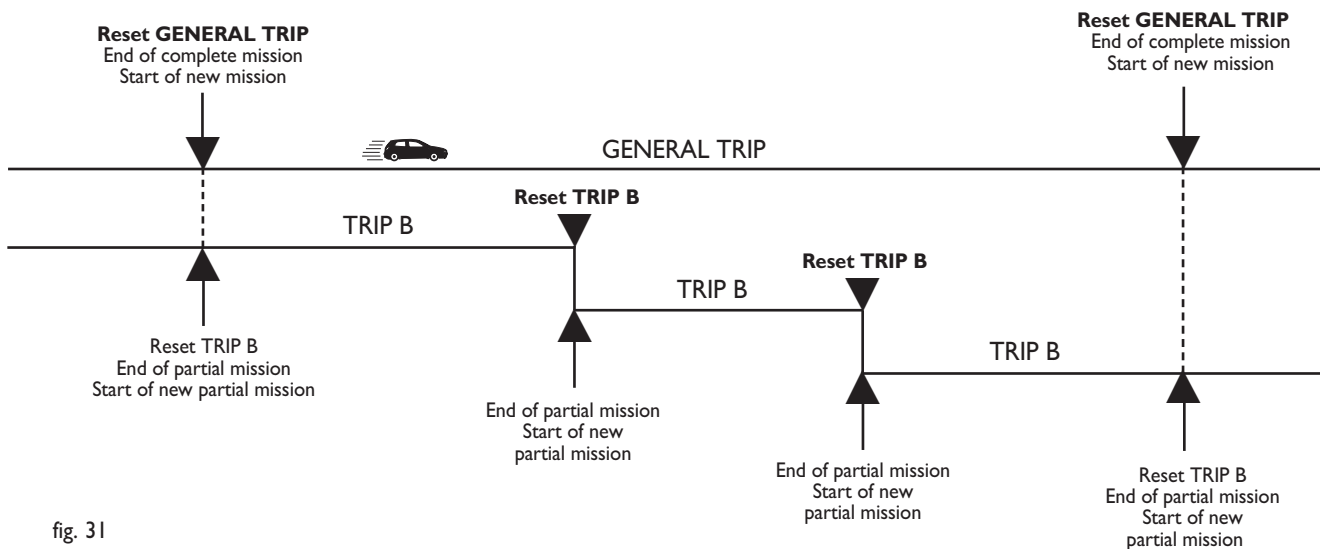 Reset GENERAL TRIP
End of complete mission
Start of new mission
Reset GENERAL TRIP
End of complete mission
Start of new mission
GENERAL TRIP
Reset TRIP B
TRIP B
Reset TRIP B
TRIP B
TRIP B
Reset TRIP B
End of partial mission
Start of new partial mission
End of partial mission
Start of new
partial mission
End of partial mission
Start of new
partial mission
Reset TRIP B
End of partial mission
Start of new
partial mission
fig. 31